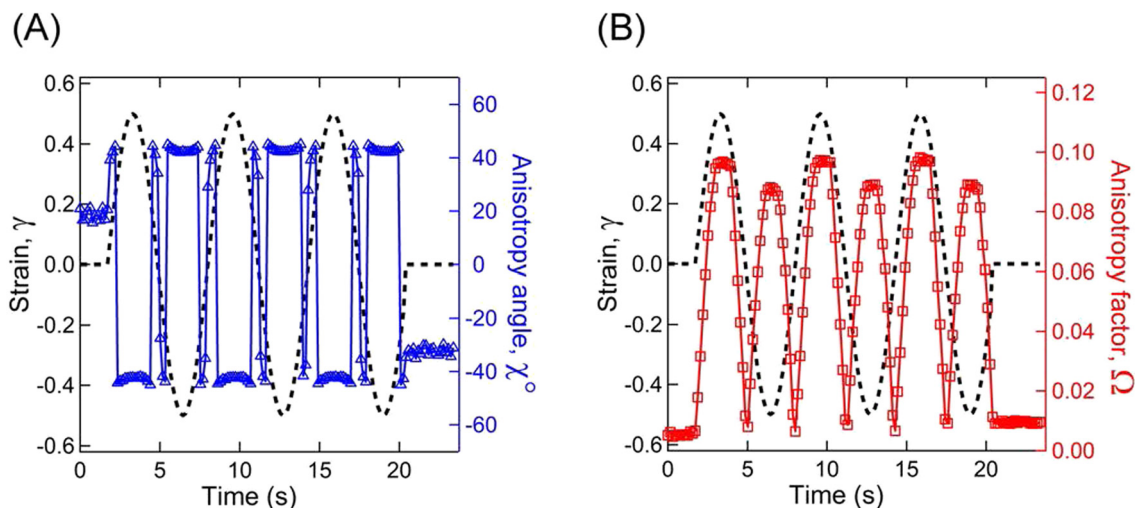 (A)
(B)
0.6
0.4
0.2
0.0
-0.2
-0.4
-0.6
Strain, γ
60
40
20
0
-20
-40
-60
Anisotropy angle, χ°
0 5 10 15 20
Time (s)
0.6
0.4
0.2
0.0
-0.2
-0.4
-0.6
Strain, γ
0.12
0.10
0.08
0.06
0.04
0.02
0.00
Anisotropy factor, Ω
0 5 10 15 20
Time (s)